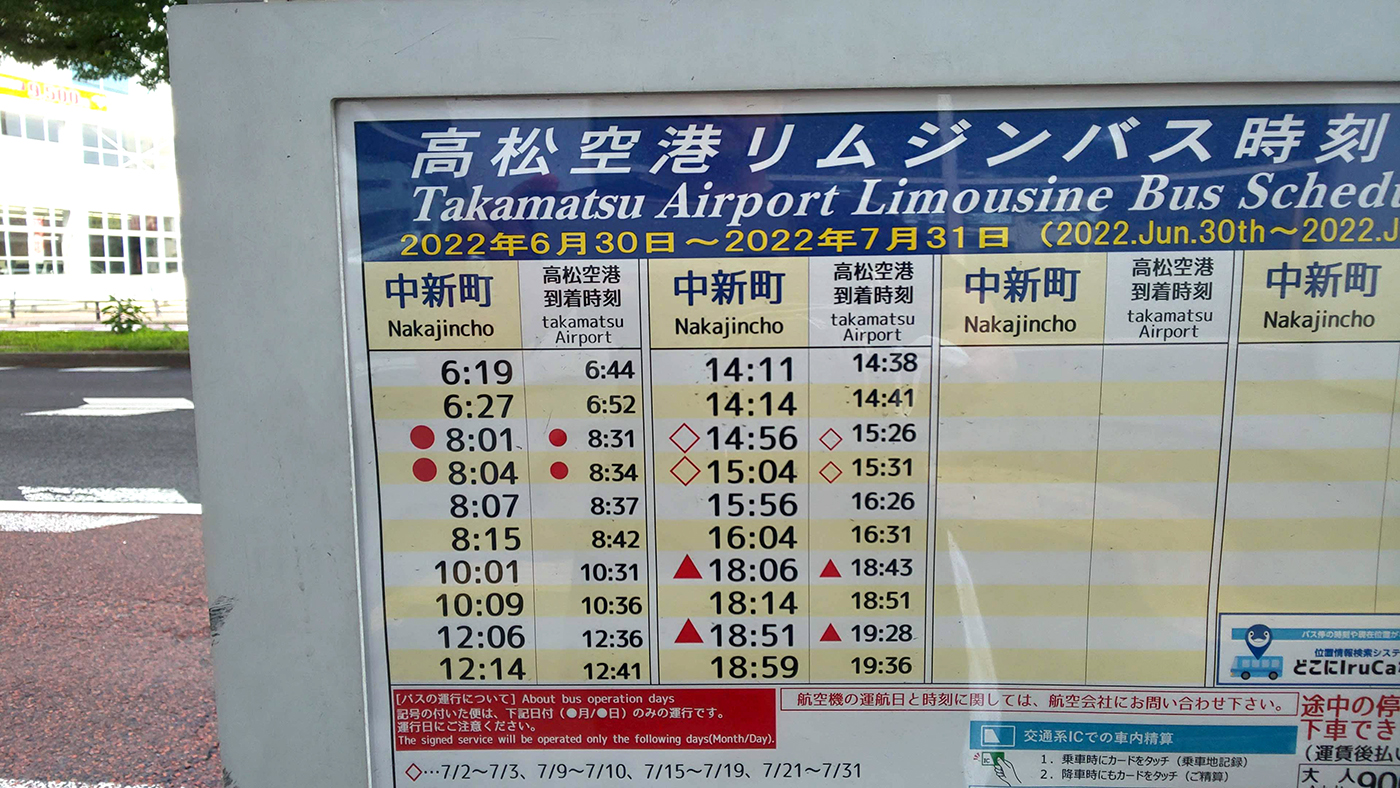 高松空港リムジンバス時刻
Takamatsu Airport Limousine Bus Sched
2022年6月30日～2022年7月31日 (2022.Jun.30th～2022.J
中新町 高松空港 中新町 高松空港 中新町 高松空港 中新町
到着時刻 到着時刻 到着時刻
Nakajincho takamatsu Nakajincho takamatsu Nakajincho takamatsu Nakajincho
Airport Airport Airport
6:19 6:44 14:11 14:38
6:27 6:52 14:14 14:41
●8:01 ●8:31 ◇14:56 ◇15:26
●8:04 ●8:34 ◇15:04 ◇15:31
8:07 8:37 15:56 16:26
8:15 8:42 16:04 16:31
10:01 10:31 ▲18:06 ▲18:43
10:09 10:36 18:14 18:51
12:06 12:36 ▲18:51 ▲19:28
12:14 12:41 18:59 19:36
バス停の時刻や現在位置が
位置情報検索システ
どこにIruCa
[バスの運行について] About bus operation days
記号の付いた便は、下記日付（●月/●日）のみの運行です。
運行日にご注意ください。
The signed service will be operated only the following days(Month/Day).
◇…7/2～7/3、7/9～7/10、7/15～7/19、7/21～7/31
航空機の運航日と時刻に関しては、航空会社にお問い合わせ下さい。
交通系ICでの車内精算
IC
1. 乗車時にカードをタッチ（乗車地記録）
2. 降車時にもカードをタッチ（ご精算）
途中の停
下車でき
（運賃後払い
大 人 90